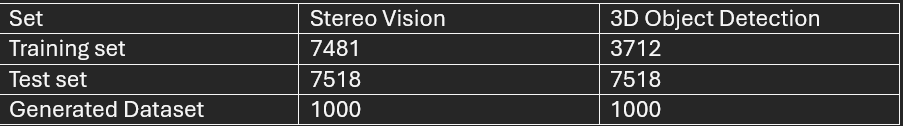 Set Stereo Vision 3D Object Detection
Training set 7481 3712
Test set 7518 7518
Generated Dataset 1000 1000